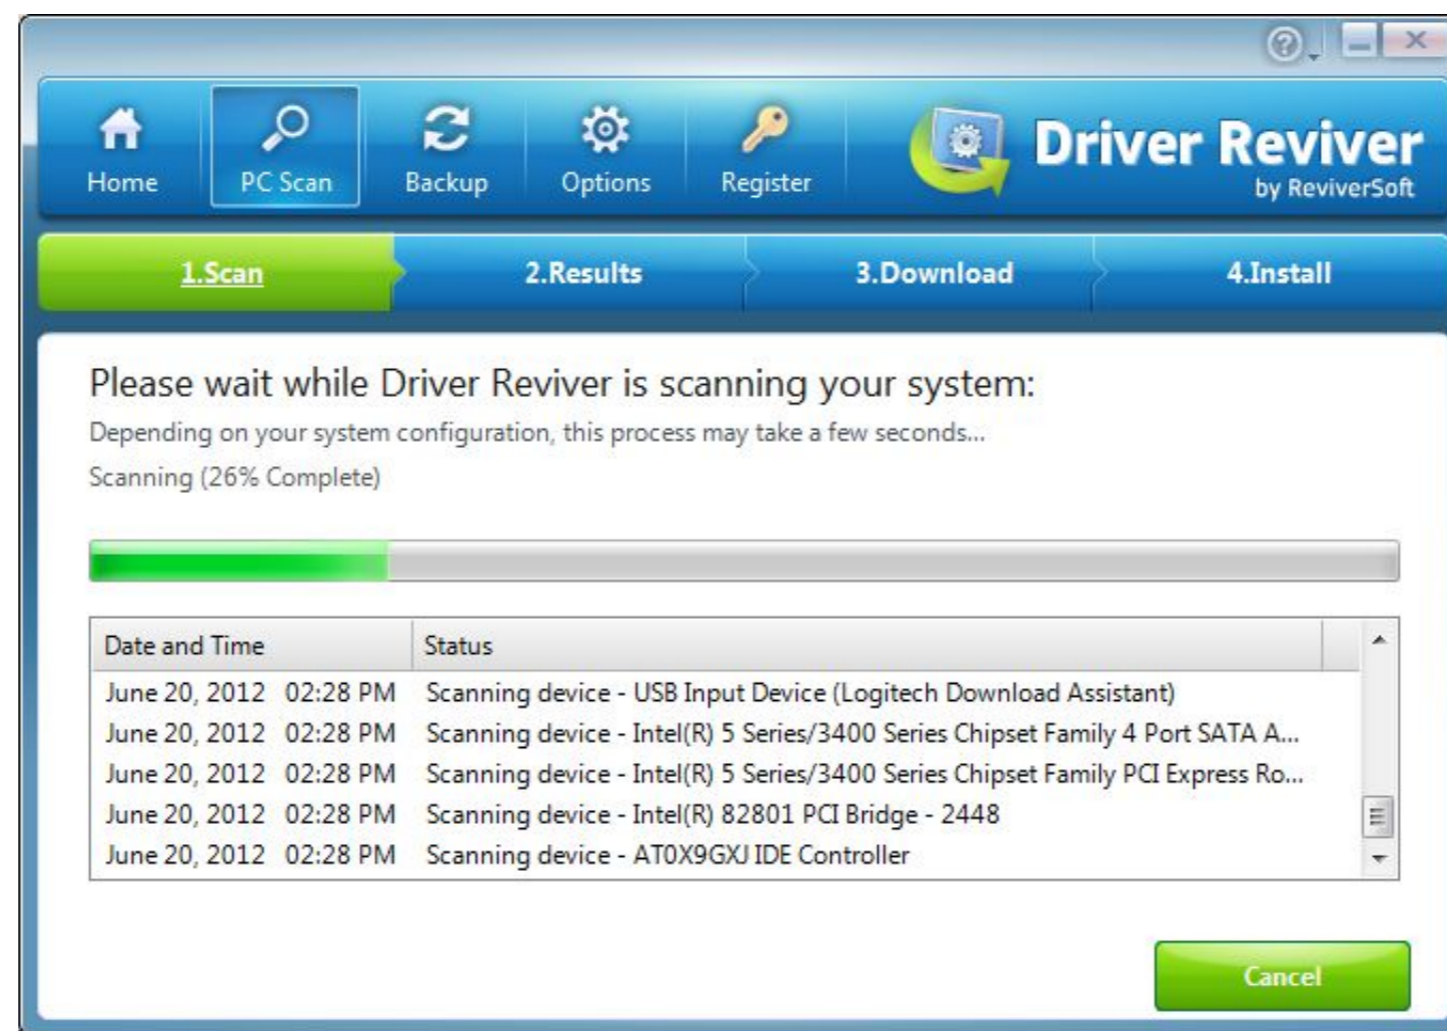 Home
PC Scan
Backup
Options
Register
Driver Reviver
by ReviverSoft
1.Scan
2.Results
3.Download
4.Install
Please wait while Driver Reviver is scanning your system:
Depending on your system configuration, this process may take a few seconds...
Scanning (26% Complete)
Date and Time Status
June 20, 2012 02:28 PM Scanning device - USB Input Device (Logitech Download Assistant)
June 20, 2012 02:28 PM Scanning device - Intel(R) 5 Series/3400 Series Chipset Family 4 Port SATA A...
June 20, 2012 02:28 PM Scanning device - Intel(R) 5 Series/3400 Series Chipset Family PCI Express Ro...
June 20, 2012 02:28 PM Scanning device - Intel(R) 82801 PCI Bridge - 2448
June 20, 2012 02:28 PM Scanning device - AT0X9GXJ IDE Controller
Cancel